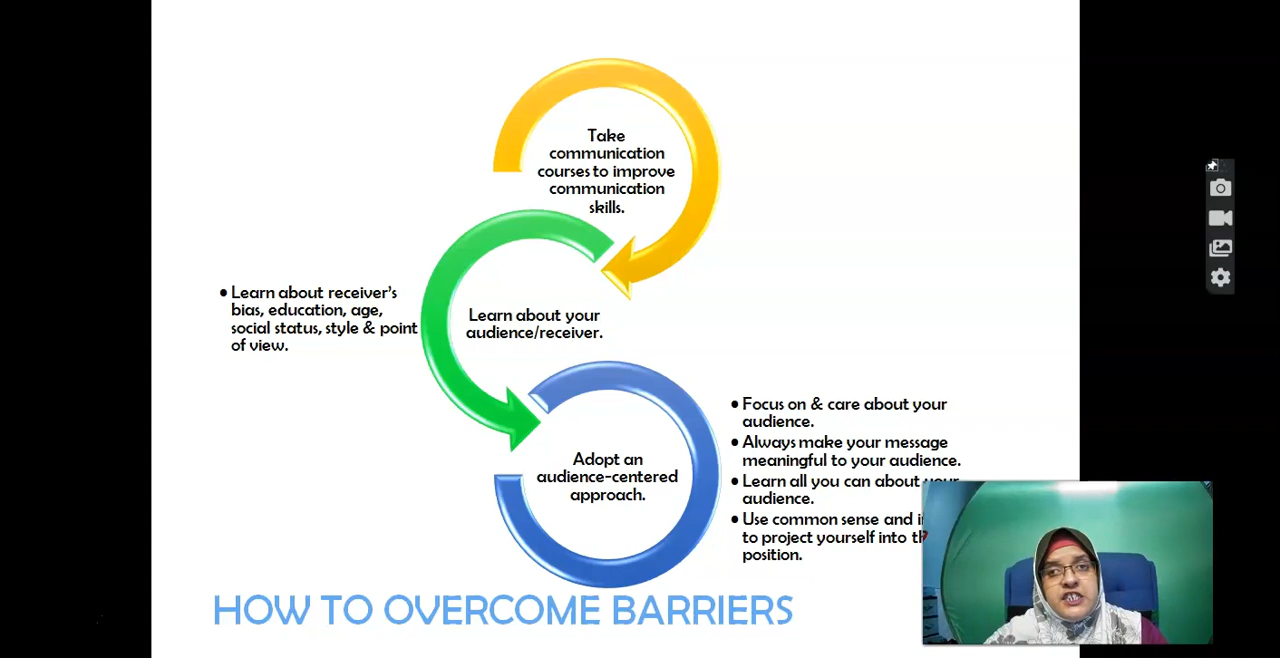 Take
communication
courses to improve
communication
skills.
• Learn about receiver's
bias, education, age,
social status, style & point
of view.
Learn about your
audience/receiver.
Adopt an
audience-centered
approach.
• Focus on & care about your
audience.
• Always make your message
meaningful to your audience.
• Learn all you can about your
audience.
• Use common sense and
to project yourself into
position.
HOW TO OVERCOME BARRIERS